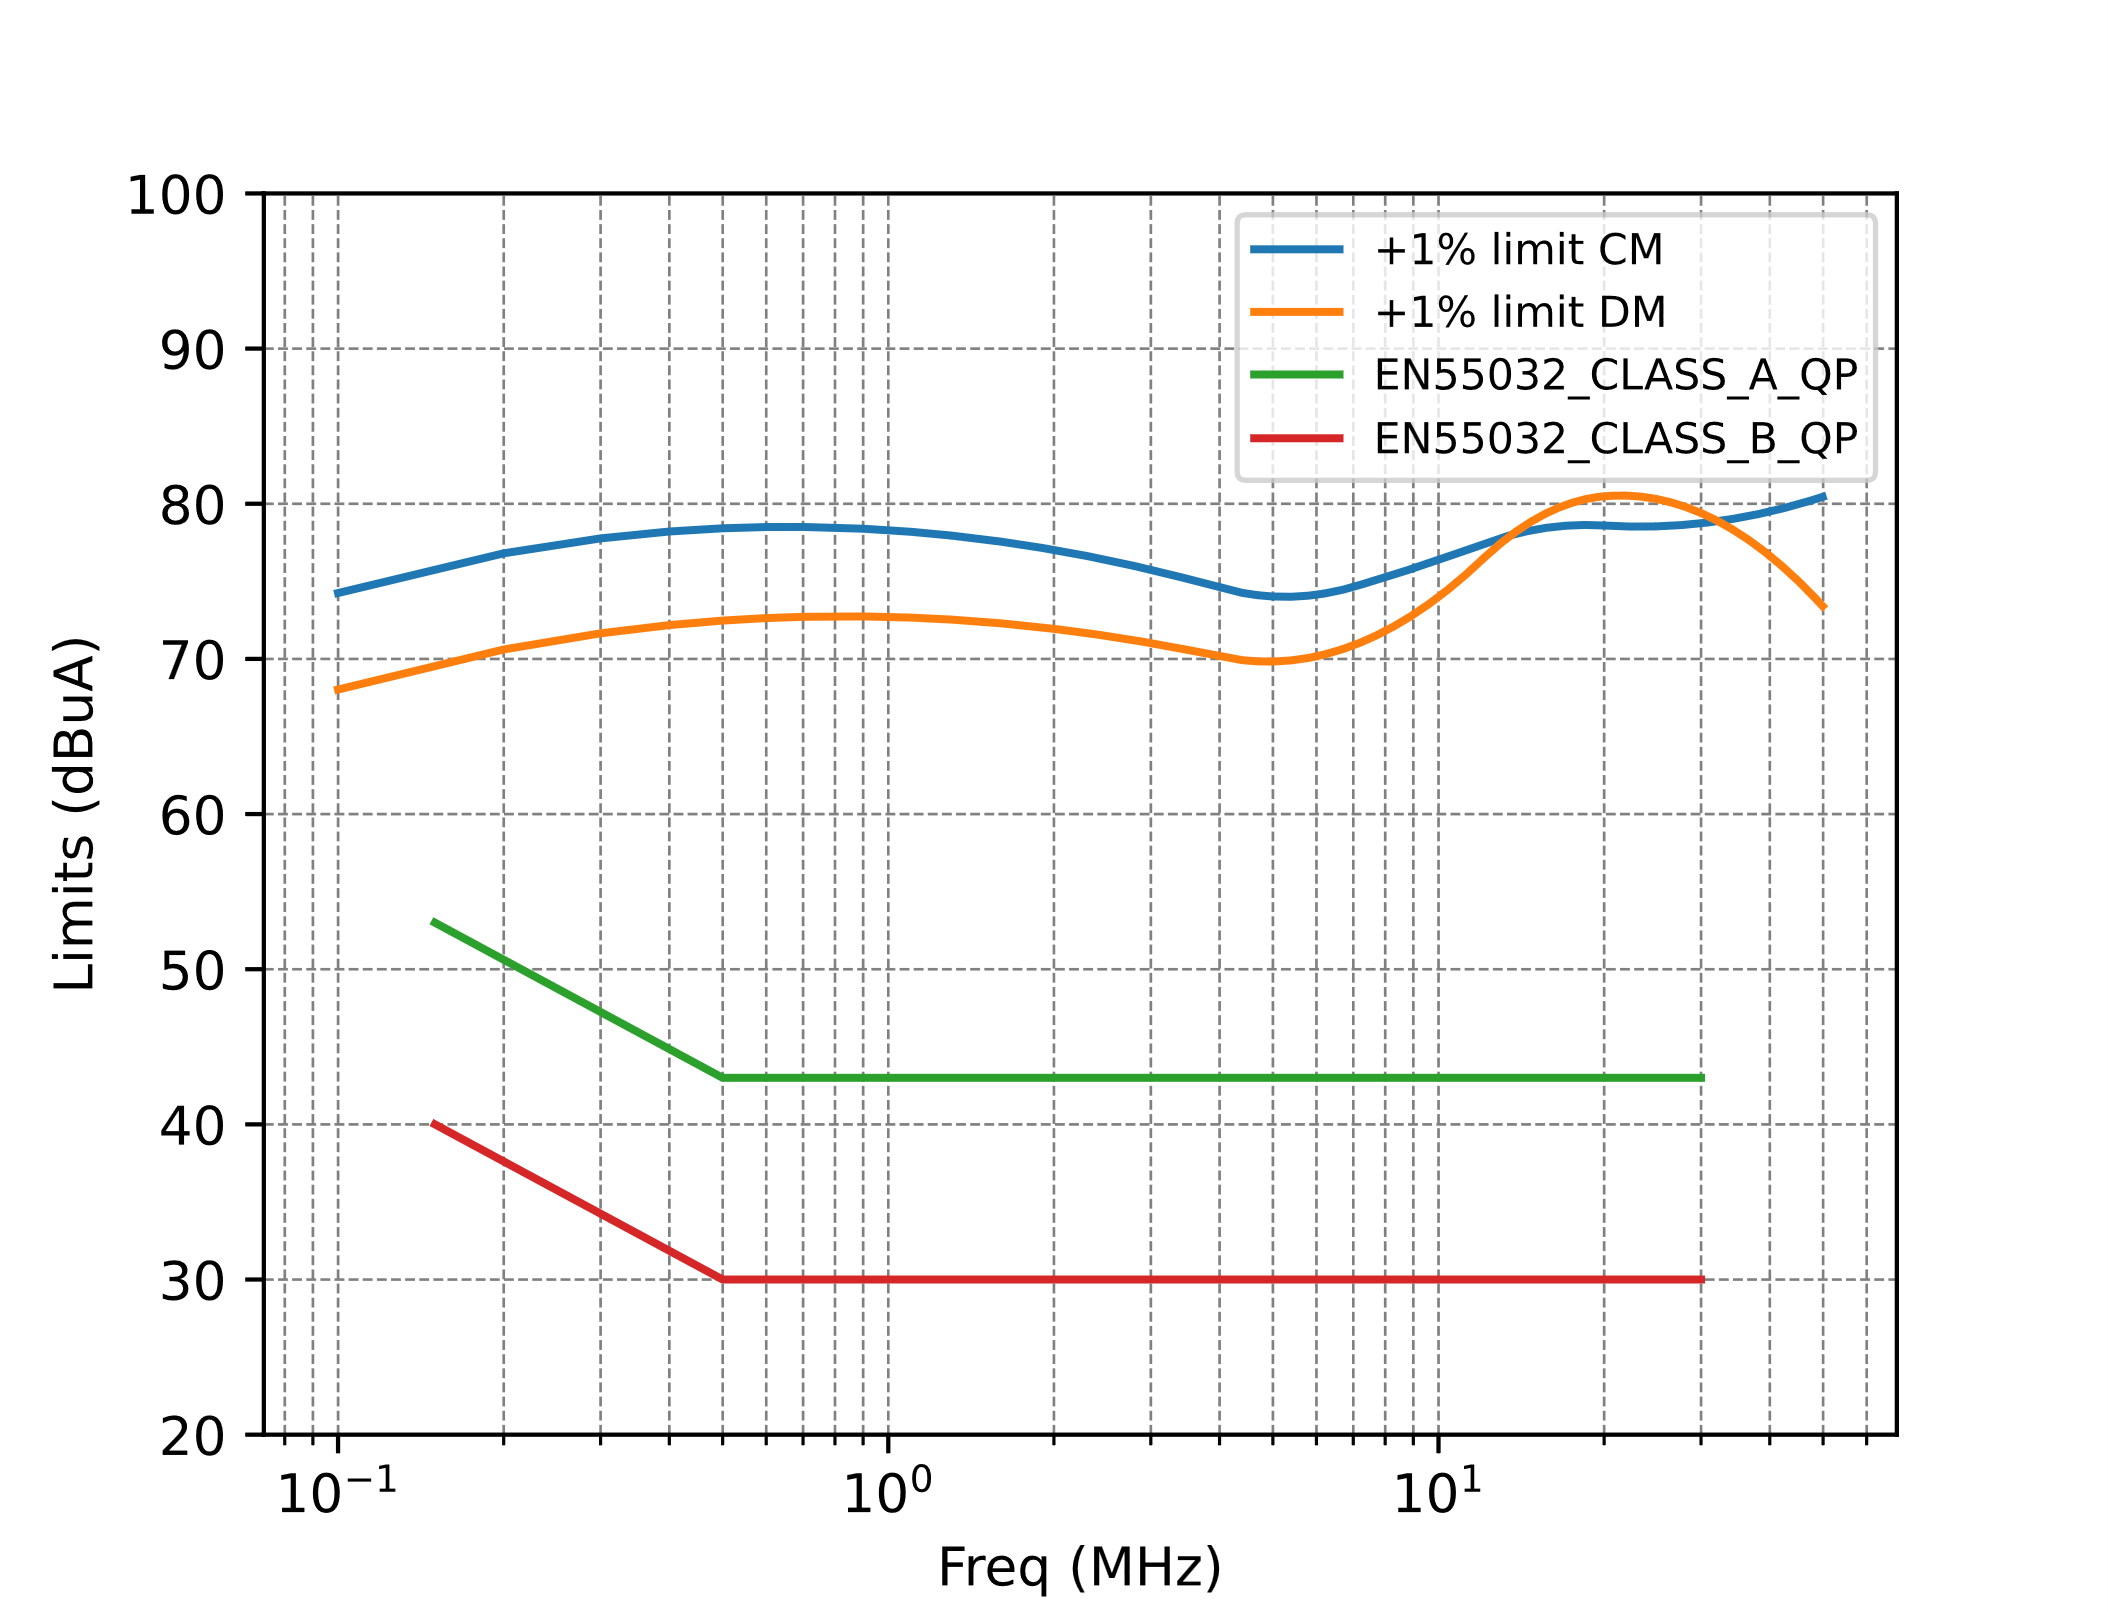 100
90
80
70
60
50
40
30
20
Limits (dBuA)
+1% limit CM
+1% limit DM
EN55032_CLASS_A_QP
EN55032_CLASS_B_QP
10⁻¹ 10⁰ 10¹
Freq (MHz)